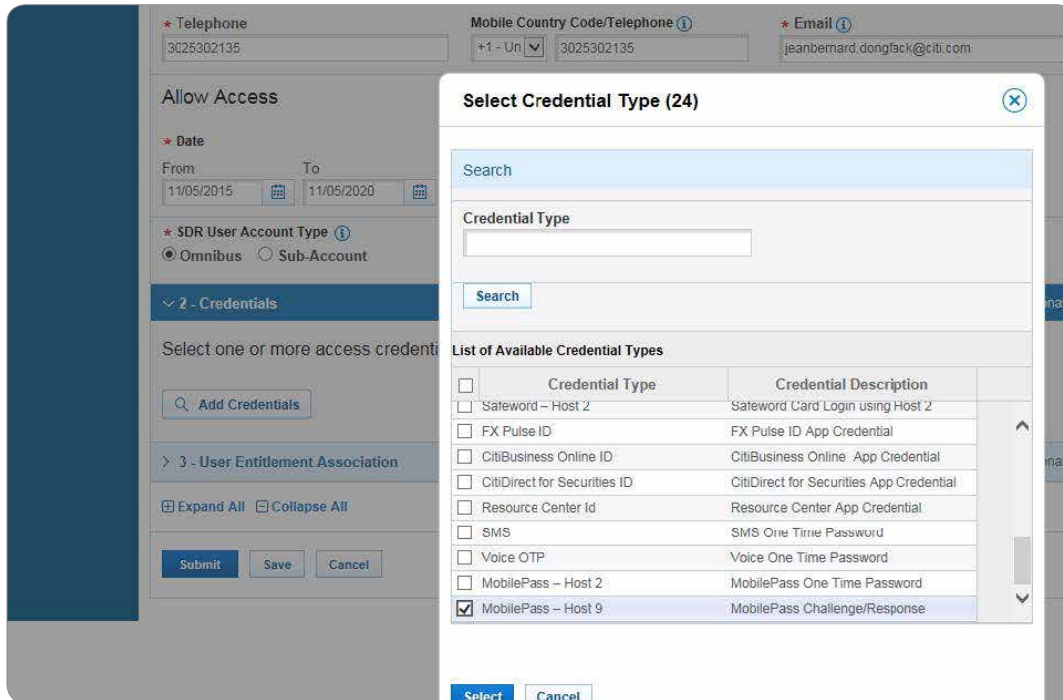 * Telephone Mobile Country Code/Telephone * Email
3025302135 +1 - Un 3025302135 jeanbernard.dongfack@citi.com
Allow Access
* Date
From To
11/05/2015 11/05/2020
* SDR User Account Type
Omnibus Sub-Account
2 - Credentials
Select one or more access credenti
Add Credentials
3 - User Entitlement Association
Expand All Collapse All
Submit Save Cancel
Select Credential Type (24)
Search
Credential Type
Search
List of Available Credential Types
Credential Type Credential Description
Safeword – Host 2 Safeword Card Login using Host 2
FX Pulse ID FX Pulse ID App Credential
CitiBusiness Online ID CitiBusiness Online App Credential
CitiDirect for Securities ID CitiDirect for Securities App Credential
Resource Center Id Resource Center App Credential
SMS SMS One Time Password
Voice OTP Voice One Time Password
MobilePass – Host 2 MobilePass One Time Password
MobilePass – Host 9 MobilePass Challenge/Response
Select Cancel